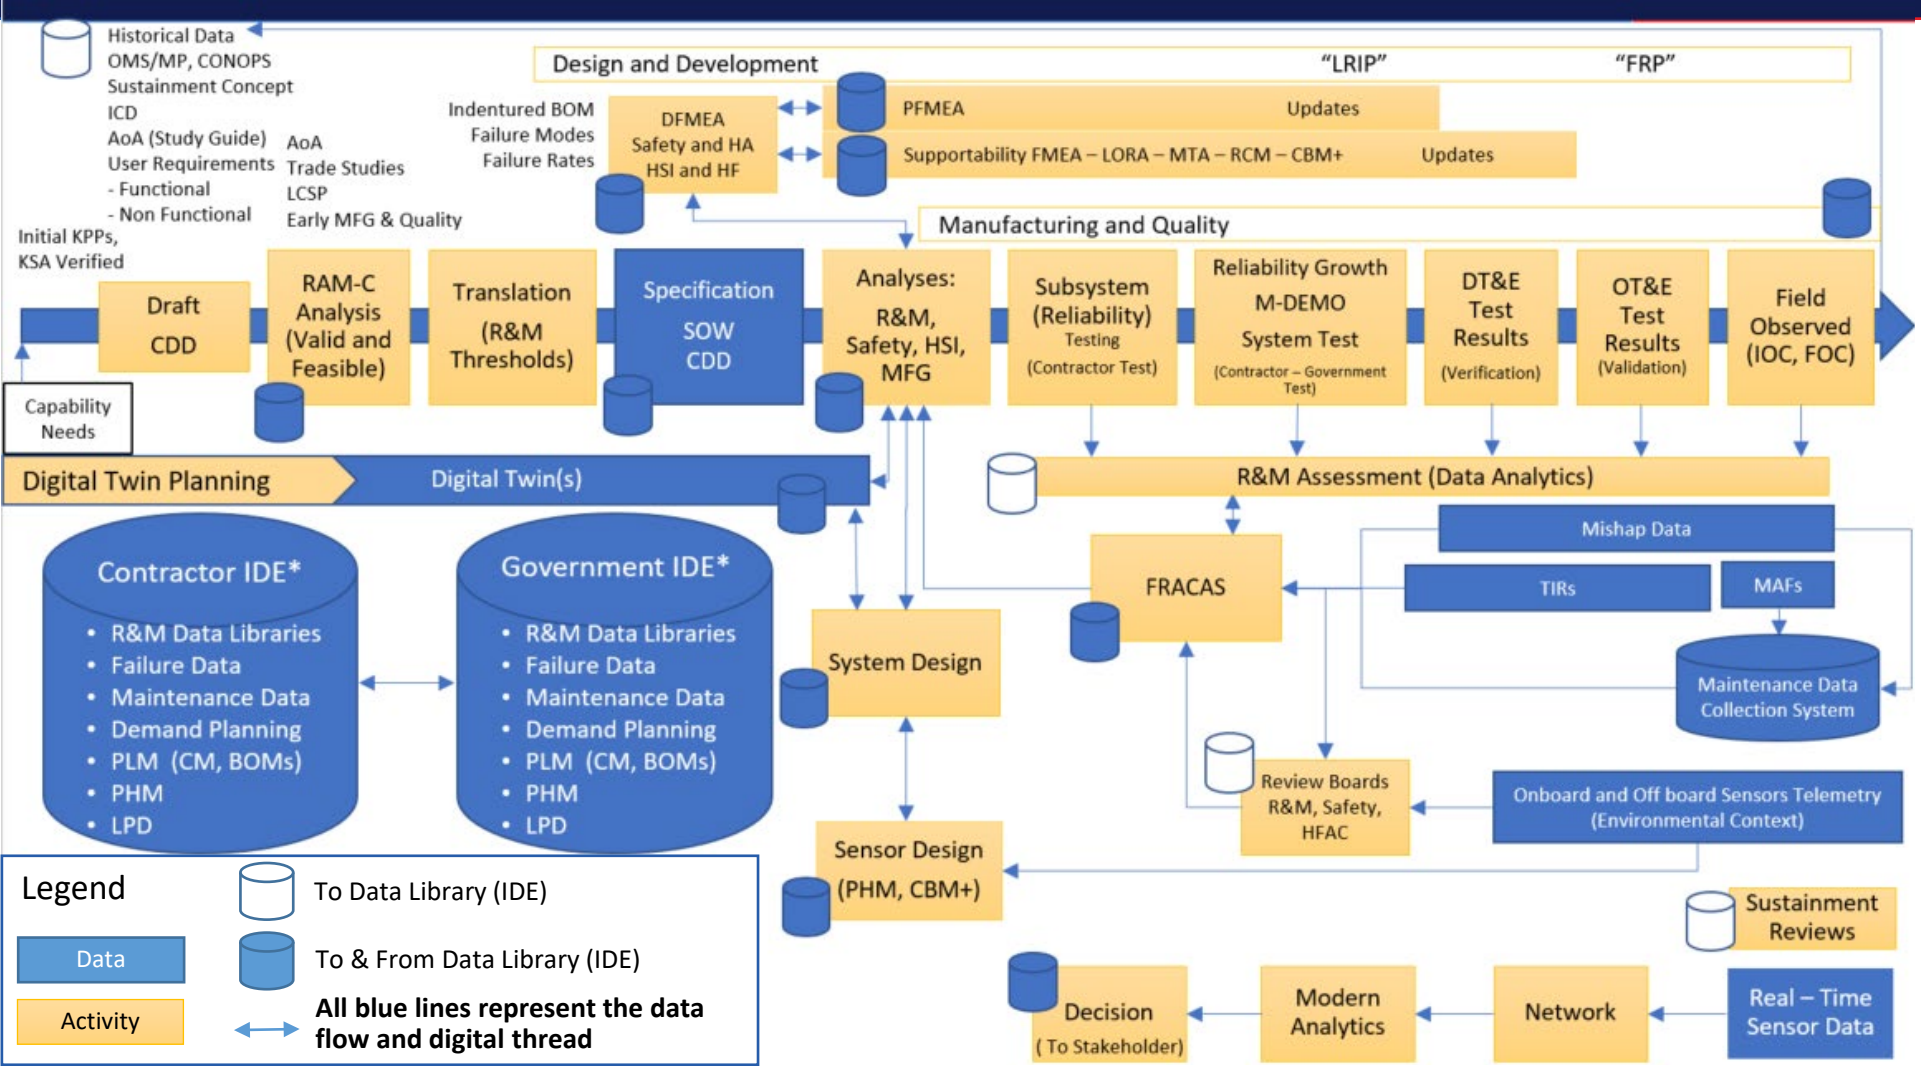 Historical Data
OMS/MP, CONOPS
Sustainment Concept
ICD
AoA (Study Guide)
User Requirements
- Functional
- Non Functional
AoA
Trade Studies
LCSP
Early MFG & Quality
Initial KPPs,
KSA Verified
Design and Development
“LRIP”
“FRP”
Indentured BOM
Failure Modes
Failure Rates
DFMEA
Safety and HA
HSI and HF
PFMEA
Updates
Supportability FMEA – LORA – MTA – RCM – CBM+
Updates
Manufacturing and Quality
Draft
CDD
RAM-C
Analysis
(Valid and
Feasible)
Translation
(R&M
Thresholds)
Specification
SOW
CDD
Analyses:
R&M,
Safety, HSI,
MFG
Subsystem
(Reliability)
Testing
(Contractor Test)
Reliability Growth
M-DEMO
System Test
(Contractor – Government
Test)
DT&E
Test
Results
(Verification)
OT&E
Test
Results
(Validation)
Field
Observed
(IOC, FOC)
Capability
Needs
Digital Twin Planning
Digital Twin(s)
R&M Assessment (Data Analytics)
Contractor IDE*
• R&M Data Libraries
• Failure Data
• Maintenance Data
• Demand Planning
• PLM (CM, BOMs)
• PHM
• LPD
Government IDE*
• R&M Data Libraries
• Failure Data
• Maintenance Data
• Demand Planning
• PLM (CM, BOMs)
• PHM
• LPD
System Design
Sensor Design
(PHM, CBM+)
FRACAS
Mishap Data
TIRs
MAFs
Maintenance Data
Collection System
Review Boards
R&M, Safety,
HFAC
Onboard and Off board Sensors Telemetry
(Environmental Context)
Sustainment
Reviews
Decision
( To Stakeholder)
Modern
Analytics
Network
Real – Time
Sensor Data
Legend
Data
Activity
To Data Library (IDE)
To & From Data Library (IDE)
All blue lines represent the data
flow and digital thread